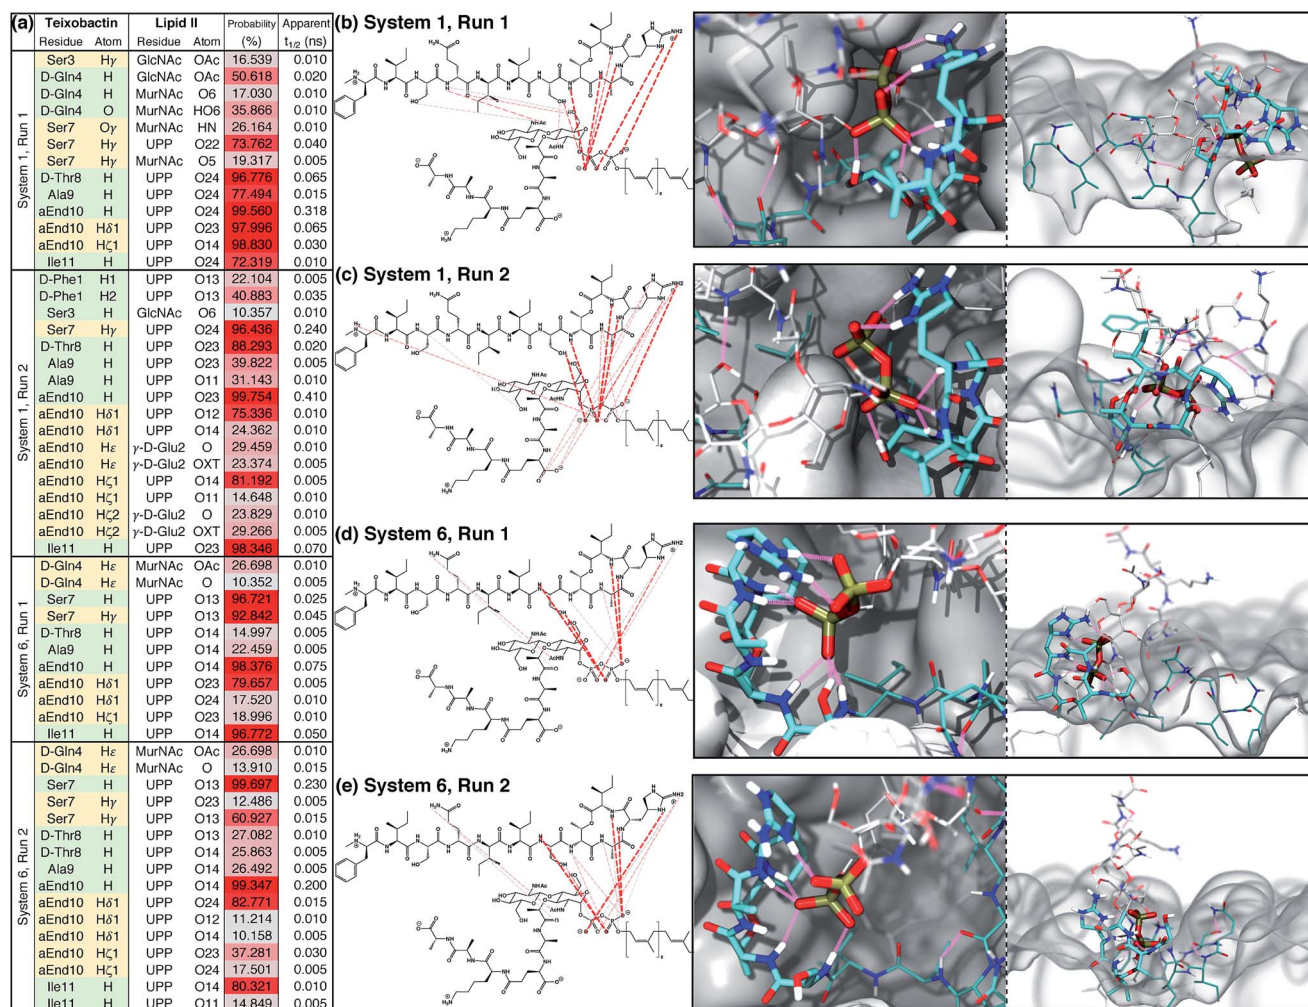 (a) Teixobactin Lipid II Probability Apparent
Residue Atom Residue Atom (%) t1/2 (ns)
System 1, Run 1
Ser3 Hγ GlcNAc OAc 16.539 0.010
D-Gln4 H GlcNAc OAc 50.618 0.020
D-Gln4 H MurNAc O6 17.030 0.010
D-Gln4 O MurNAc HO6 35.866 0.010
Ser7 Oγ MurNAc HN 26.164 0.010
Ser7 Hγ UPP O22 73.762 0.040
Ser7 Hγ MurNAc O5 19.317 0.005
D-Thr8 H UPP O24 96.776 0.065
Ala9 H UPP O24 77.494 0.015
aEnd10 H UPP O24 99.560 0.318
aEnd10 Hδ1 UPP O23 97.996 0.065
aEnd10 Hζ1 UPP O14 98.830 0.030
Ile11 H UPP O24 72.319 0.010
System 1, Run 2
D-Phe1 H1 UPP O13 22.104 0.005
D-Phe1 H2 UPP O13 40.883 0.035
Ser3 H GlcNAc O6 10.357 0.010
Ser7 Hγ UPP O24 96.436 0.240
D-Thr8 H UPP O23 88.293 0.020
Ala9 H UPP O23 39.822 0.005
Ala9 H UPP O11 31.143 0.010
aEnd10 H UPP O23 99.754 0.410
aEnd10 Hδ1 UPP O12 75.336 0.010
aEnd10 Hδ1 UPP O14 24.362 0.010
aEnd10 Hε γ-D-Glu2 O 29.459 0.010
aEnd10 Hε γ-D-Glu2 OXT 23.374 0.005
aEnd10 Hζ1 UPP O14 81.192 0.005
aEnd10 Hζ1 UPP O11 14.648 0.010
aEnd10 Hζ2 γ-D-Glu2 O 23.829 0.010
aEnd10 Hζ2 γ-D-Glu2 OXT 29.266 0.005
Ile11 H UPP O23 98.346 0.070
System 6, Run 1
D-Gln4 Hε MurNAc OAc 26.698 0.010
D-Gln4 Hε MurNAc O 10.352 0.005
Ser7 H UPP O13 96.721 0.025
Ser7 Hγ UPP O13 92.842 0.045
D-Thr8 H UPP O14 14.997 0.005
Ala9 H UPP O14 22.459 0.005
aEnd10 H UPP O14 98.376 0.075
aEnd10 Hδ1 UPP O23 79.657 0.005
aEnd10 Hδ1 UPP O24 17.520 0.010
aEnd10 Hζ1 UPP O23 18.996 0.010
Ile11 H UPP O14 96.772 0.050
System 6, Run 2
D-Gln4 Hε MurNAc OAc 26.698 0.010
D-Gln4 Hε MurNAc O 13.910 0.015
Ser7 H UPP O13 99.697 0.230
Ser7 Hγ UPP O23 12.486 0.005
Ser7 Hγ UPP O13 60.927 0.015
D-Thr8 H UPP O13 27.082 0.010
D-Thr8 H UPP O14 25.863 0.005
Ala9 H UPP O14 26.492 0.005
aEnd10 H UPP O14 99.347 0.200
aEnd10 Hδ1 UPP O24 82.771 0.015
aEnd10 Hδ1 UPP O12 11.214 0.010
aEnd10 Hδ1 UPP O14 10.158 0.005
aEnd10 Hζ1 UPP O23 37.281 0.030
aEnd10 Hζ1 UPP O24 17.501 0.005
Ile11 H UPP O14 80.321 0.010
Ile11 H UPP O11 14.849 0.005
(b) System 1, Run 1
(c) System 1, Run 2
(d) System 6, Run 1
(e) System 6, Run 2